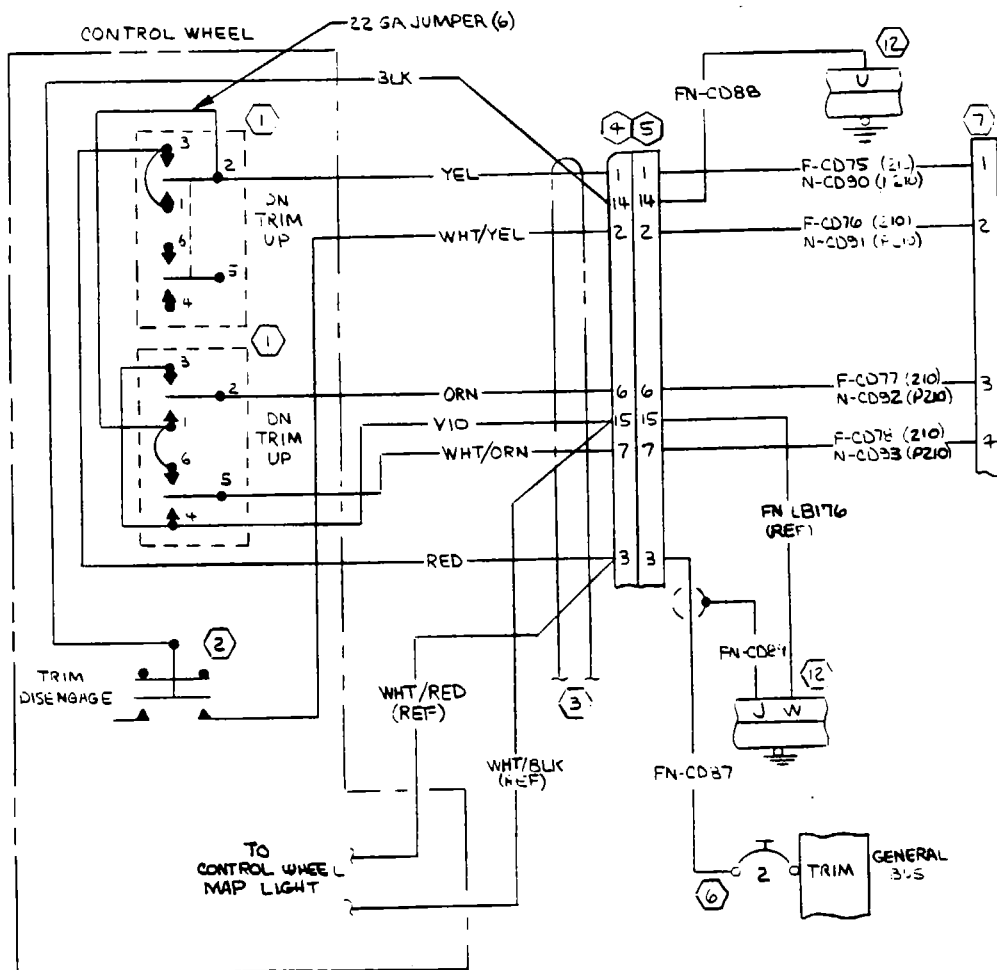 22 GA JUMPER (6)
CONTROL WHEEL
BLK
12
FN-CD88
U
1
4 5
7
3
2
YEL
1 1
F-CD75
N-CD90
1
1
DN
TRIM
UP
14 14
WHT/YEL
2 2
F-CD76
N-CD91
2
6
5
4
1
3
2
ORN
6 6
F-CD77 (210)
N-CD92 (P210)
3
1
DN
TRIM
UP
VIO
15 15
WHT/ORN
7 7
F-CD78 (210)
N-CD93 (P210)
4
6
5
4
FN LB176
(REF)
RED
3 3
2
TRIM
DISENGAGE
WHT/RED
(REF)
3
12
J W
WHT/BLK
(REF)
FN-CD87
TO
CONTROL WHEEL
MAP LIGHT
6
2
TRIM
GENERAL
BUS